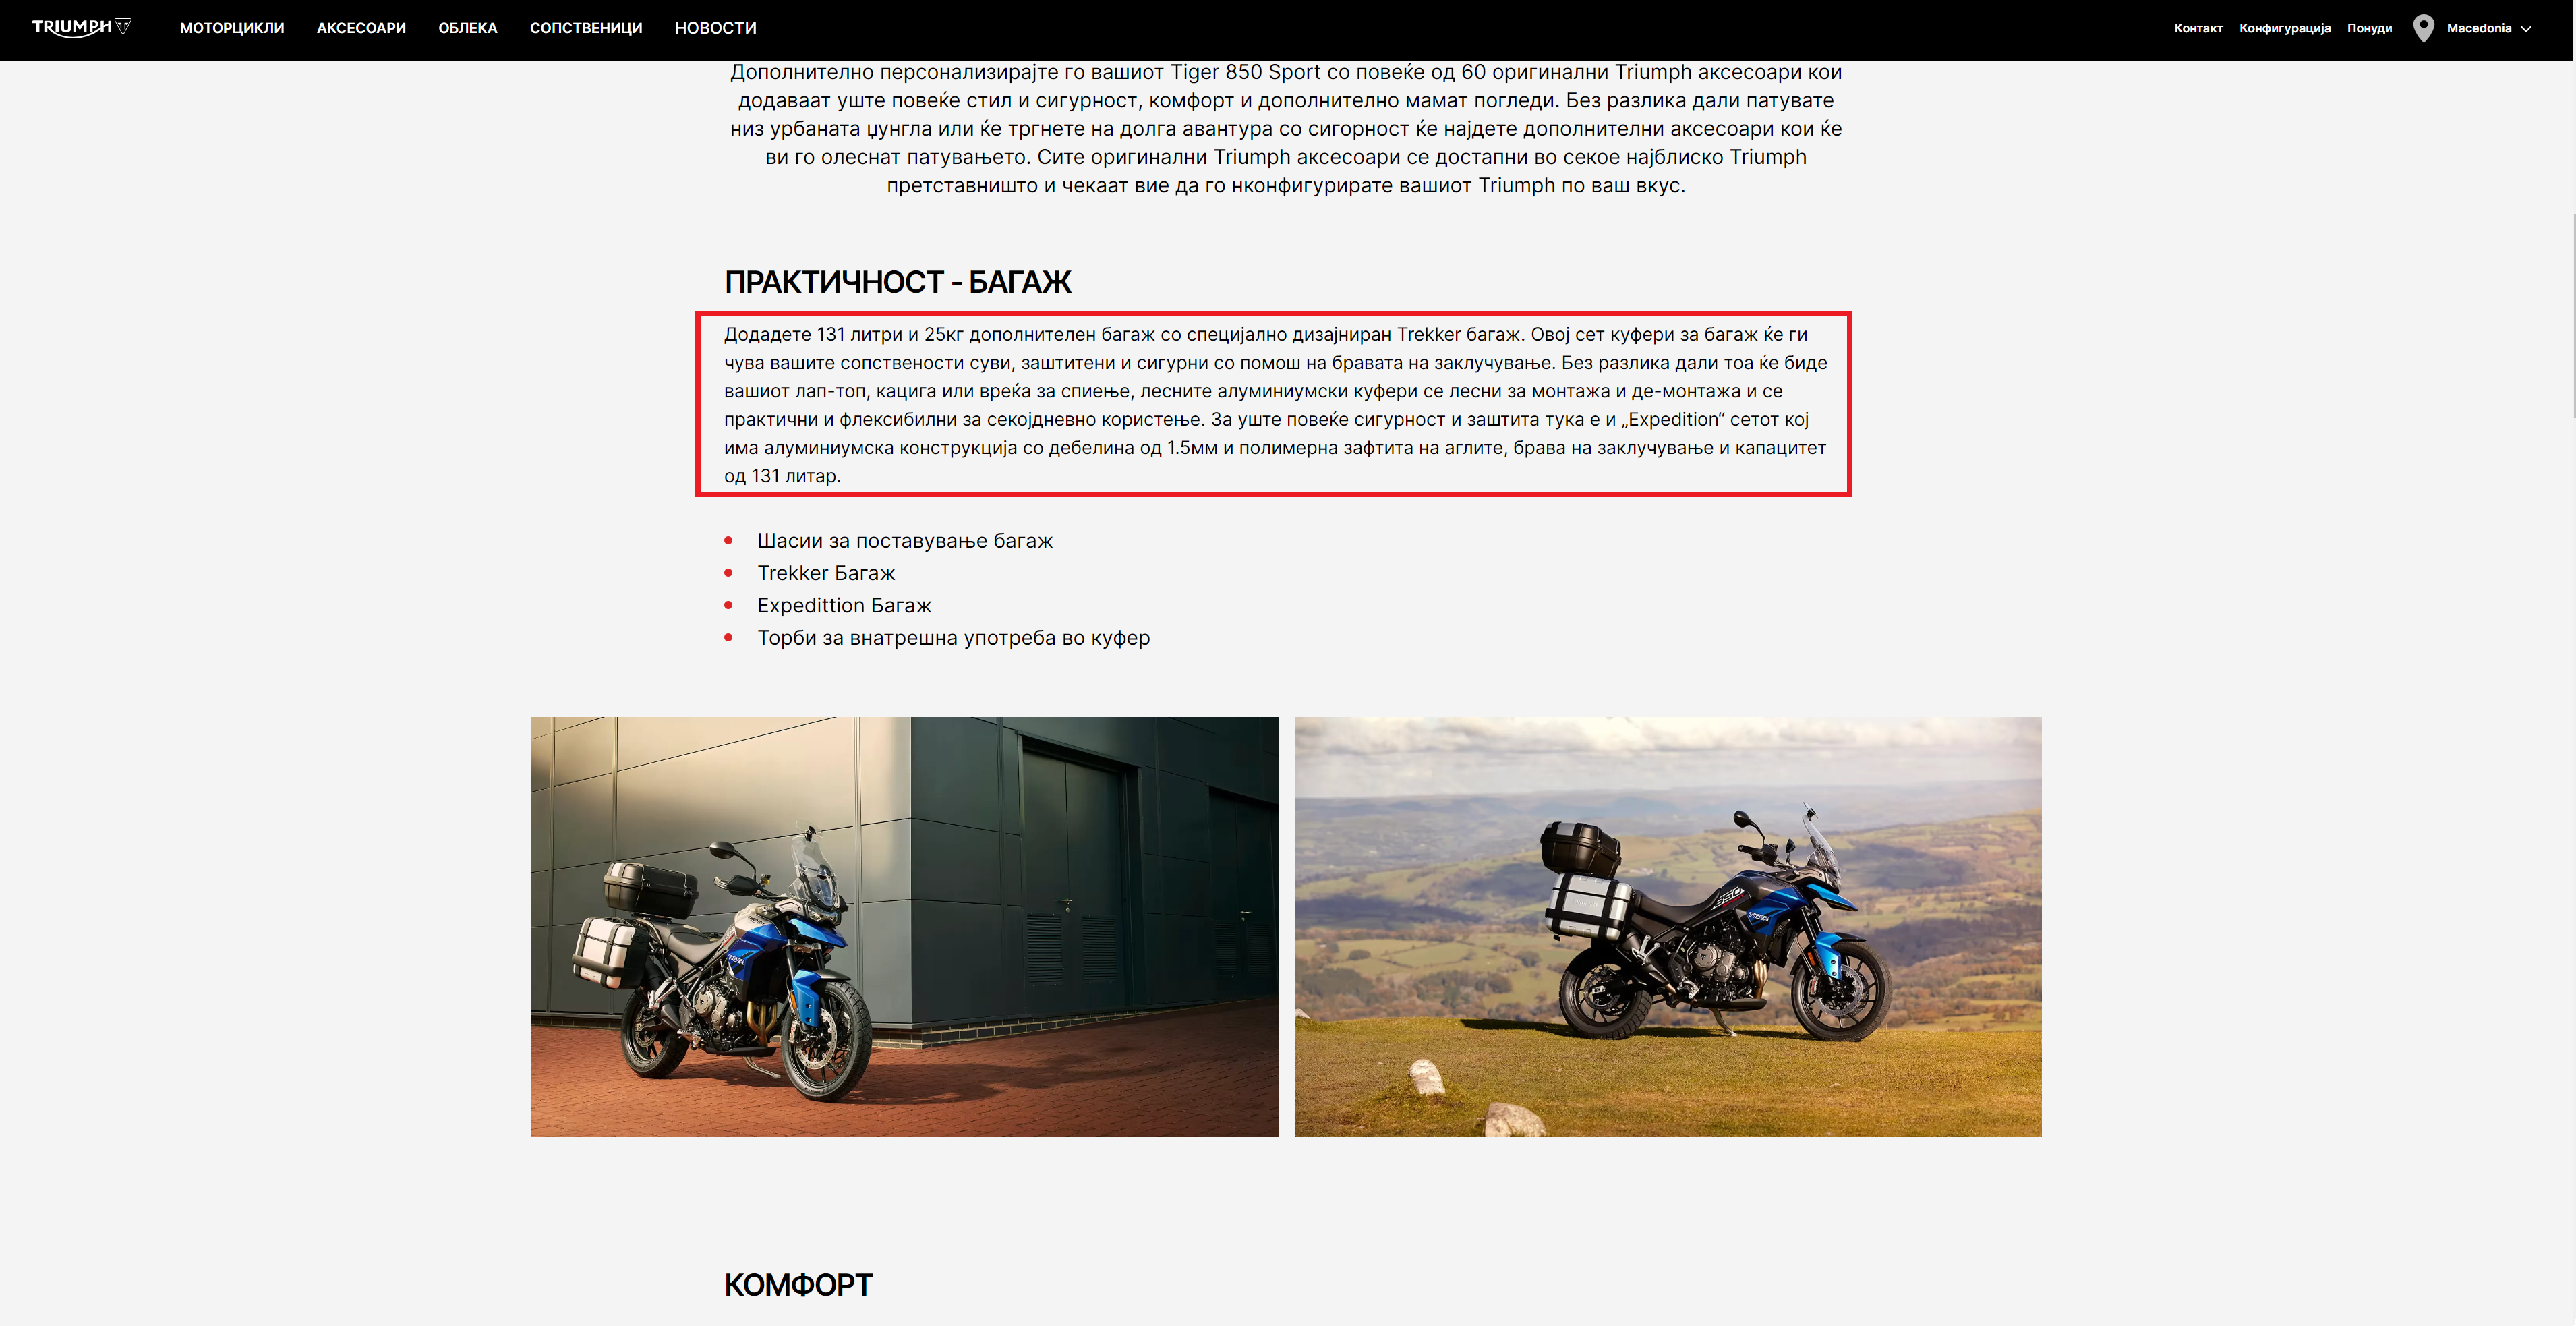 TRIUMPH
МОТОРЦИКЛИ
АКСЕСОАРИ
ОБЛЕКА
СОПСТВЕНИЦИ
НОВОСТИ
Контакт
Конфигурација
Понуди
Macedonia
Дополнително персонализирајте го вашиот Tiger 850 Sport со повеќе од 60 оригинални Triumph аксесоари кои
додаваат уште повеќе стил и сигурност, комфорт и дополнително мамат погледи. Без разлика дали патувате
низ урбаната џунгла или ќе тргнете на долга авантура со сигорност ќе најдете дополнителни аксесоари кои ќе
ви го олеснат патувањето. Сите оригинални Triumph аксесоари се достапни во секое најблиско Triumph
претставништо и чекаат вие да го нконфигурирате вашиот Triumph по ваш вкус.
ПРАКТИЧНОСТ - БАГАЖ
Додадете 131 литри и 25кг дополнителен багаж со специјално дизајниран Trekker багаж. Овој сет куфери за багаж ќе ги
чува вашите сопствености суви, заштитени и сигурни со помош на бравата на заклучување. Без разлика дали тоа ќе биде
вашиот лап-топ, кацига или вреќа за спиење, лесните алуминиумски куфери се лесни за монтажа и де-монтажа и се
практични и флексибилни за секојдневно користење. За уште повеќе сигурност и заштита тука е и „Expedition“ сетот кој
има алуминиумска конструкција со дебелина од 1.5мм и полимерна зафтита на аглите, брава на заклучување и капацитет
од 131 литар.
Шасии за поставување багаж
Trekker Багаж
Expedittion Багаж
Торби за внатрешна употреба во куфер
TIGER
850
TIGER
КОМФОРТ